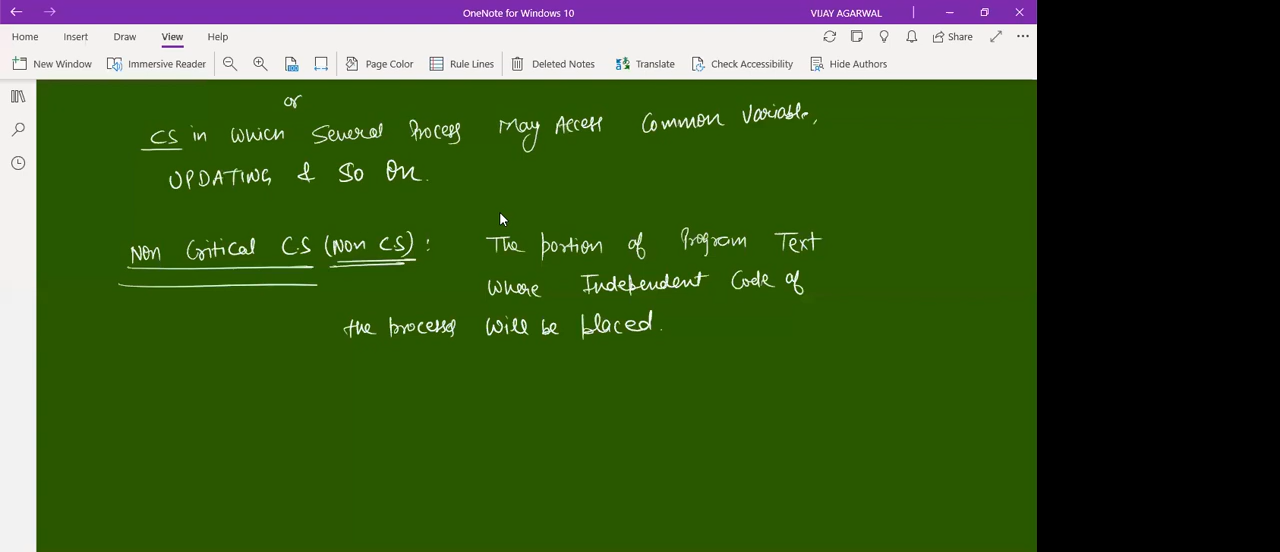 OneNote for Windows 10
VIJAY AGARWAL
Home Insert Draw View Help
Share
New Window Immersive Reader Page Color Rule Lines Deleted Notes Translate Check Accessibility Hide Authors
or
CS in which Several Process May Access Common Variable,
UPDATING & So On.
Non Critical C.S (Non CS) : The portion of Program Text
where Independent Code of
the process will be placed.